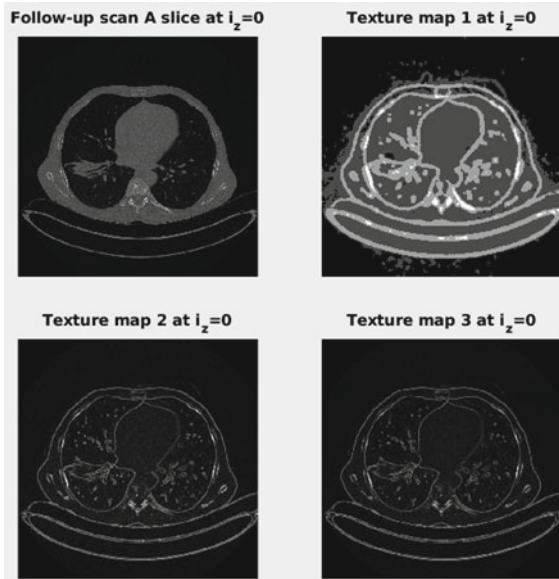 Follow-up scan A slice at i_z=0
Texture map 1 at i_z=0
Texture map 2 at i_z=0
Texture map 3 at i_z=0